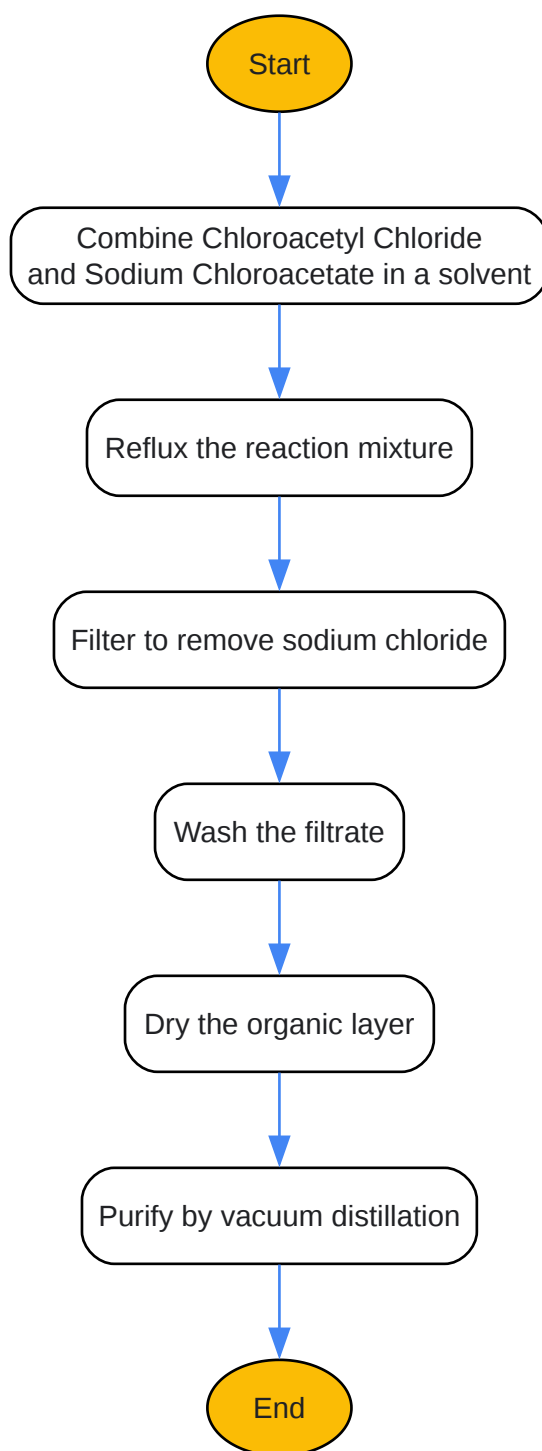 Start
Combine Chloroacetyl Chloride
and Sodium Chloroacetate in a solvent
Reflux the reaction mixture
Filter to remove sodium chloride
Wash the filtrate
Dry the organic layer
Purify by vacuum distillation
End